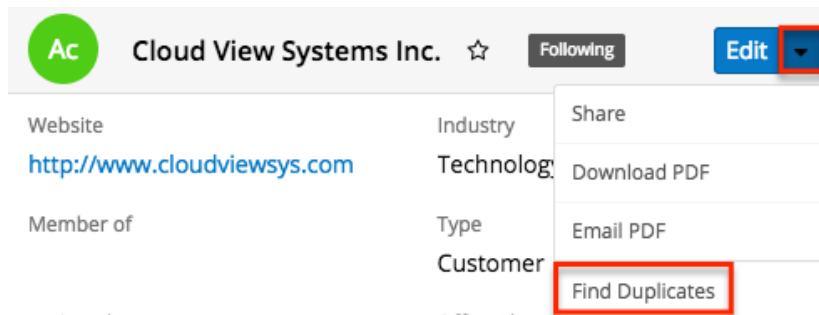 Ac Cloud View Systems Inc. Following Edit
Website Industry Share
http://www.cloudviewsys.com Technology Download PDF
Member of Type Email PDF
Customer
Find Duplicates